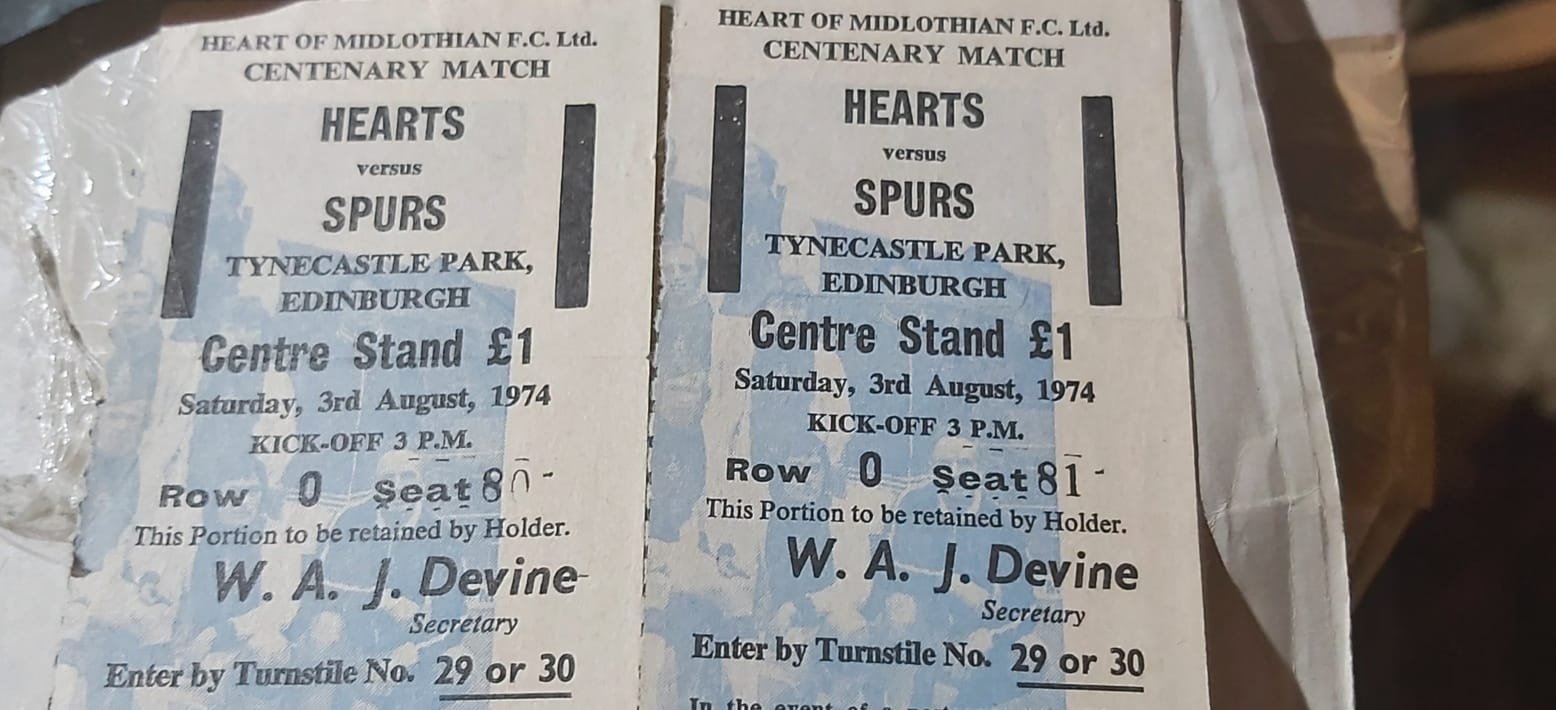 HEART OF MIDLOTHIAN F.C. Ltd.
CENTENARY MATCH
HEARTS
versus
SPURS
TYNECASTLE PARK,
EDINBURGH
Centre Stand £1
Saturday, 3rd August, 1974
KICK-OFF 3 P.M.
Row 0 Seat 80-
This Portion to be retained by Holder.
W. A. J. Devine
Secretary
Enter by Turnstile No. 29 or 30
HEART OF MIDLOTHIAN F.C. Ltd.
CENTENARY MATCH
HEARTS
versus
SPURS
TYNECASTLE PARK,
EDINBURGH
Centre Stand £1
Saturday, 3rd August, 1974
KICK-OFF 3 P.M.
Row 0 Seat 81-
This Portion to be retained by Holder.
W. A. J. Devine
Secretary
Enter by Turnstile No. 29 or 30
In the event of a